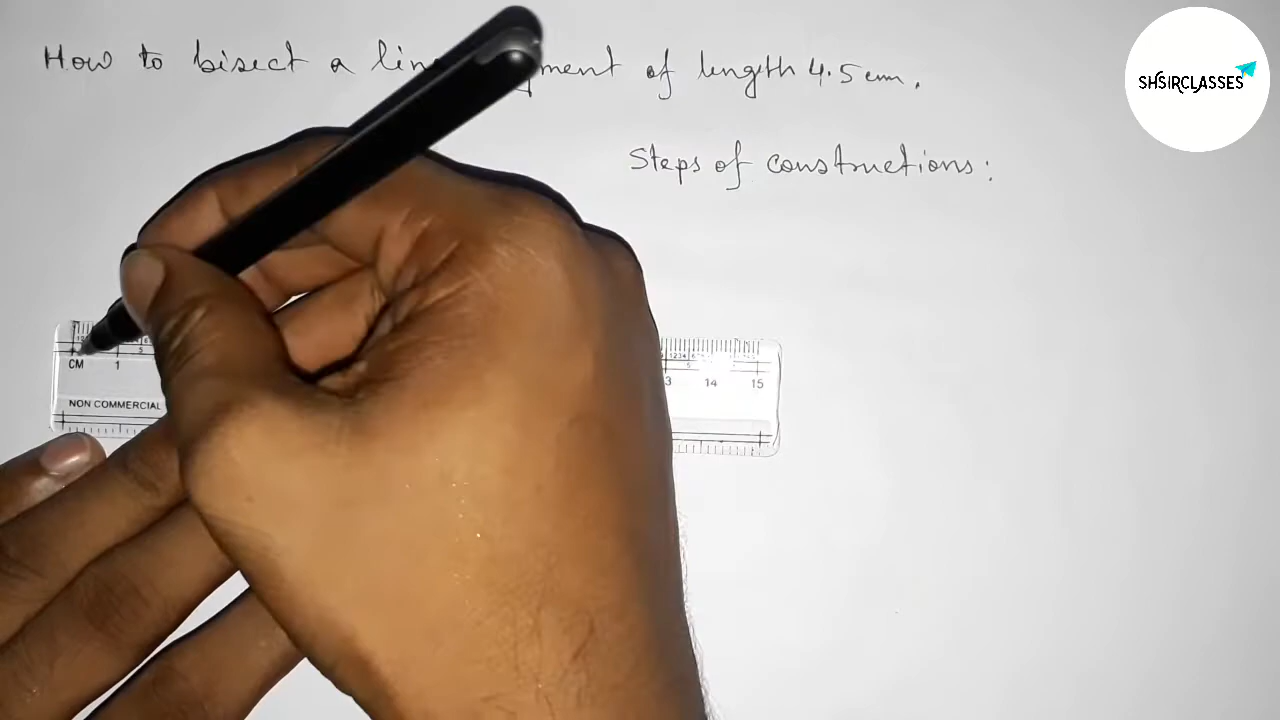 How to bisect a line segment of length 4.5 cm.
SHSIRCLASSES
Steps of constructions:
CM 1 14 15
NON COMMERCIAL